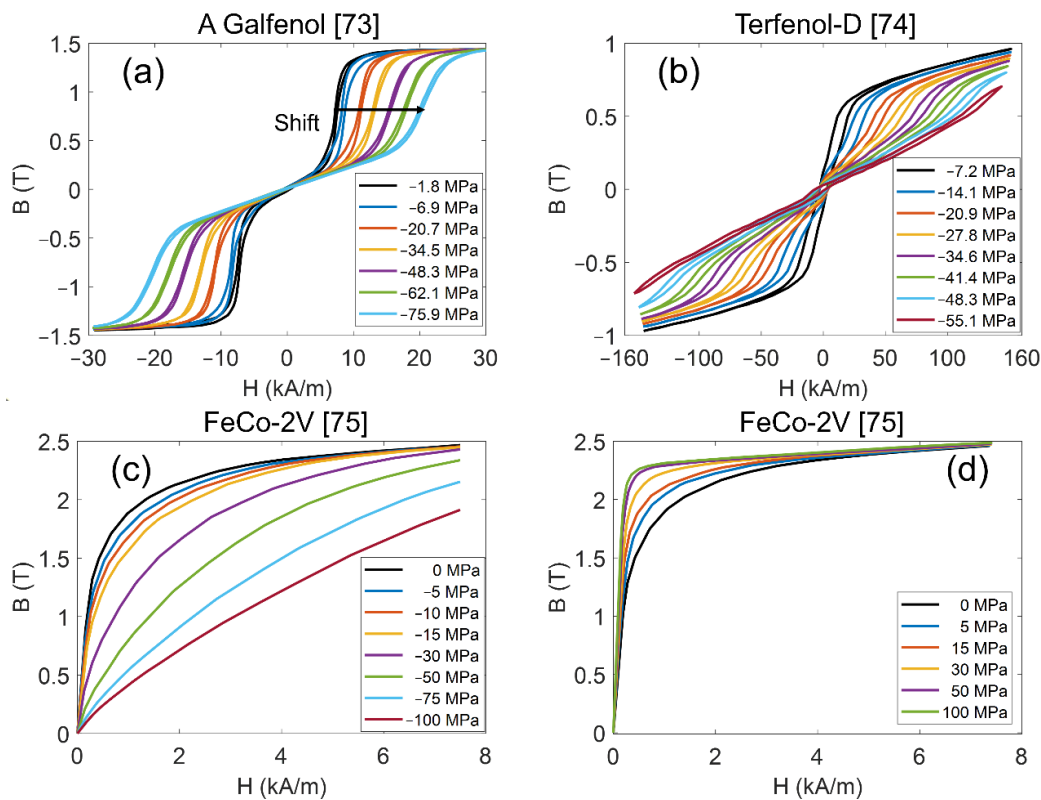 A Galfenol [73]
(a)
Shift
B (T)
1.5
1
0.5
0
−0.5
−1
−1.5
−30
−20
−10
0
10
20
30
H (kA/m)
−1.8 MPa
−6.9 MPa
−20.7 MPa
−34.5 MPa
−48.3 MPa
−62.1 MPa
−75.9 MPa
Terfenol-D [74]
(b)
B (T)
1
0.5
0
−0.5
−1
−160
−100
−50
0
50
100
160
H (kA/m)
−7.2 MPa
−14.1 MPa
−20.9 MPa
−27.8 MPa
−34.6 MPa
−41.4 MPa
−48.3 MPa
−55.1 MPa
FeCo-2V [75]
(c)
B (T)
2.5
2
1.5
1
0.5
0
0
2
4
6
8
H (kA/m)
0 MPa
−5 MPa
−10 MPa
−15 MPa
−30 MPa
−50 MPa
−75 MPa
−100 MPa
FeCo-2V [75]
(d)
B (T)
2.5
2
1.5
1
0.5
0
0
2
4
6
8
H (kA/m)
0 MPa
5 MPa
15 MPa
30 MPa
50 MPa
100 MPa